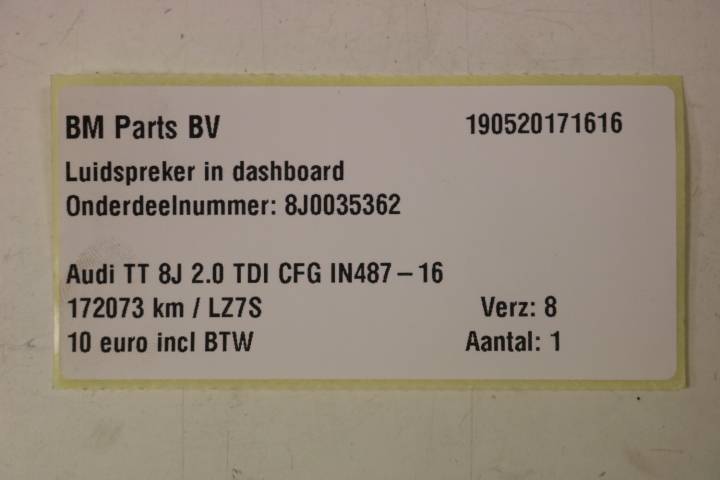 BM Parts BV 190520171616
Luidspreker in dashboard
Onderdeelnummer: 8J0035362
Audi TT 8J 2.0 TDI CFG IN487 – 16
172073 km / LZ7S Verz: 8
10 euro incl BTW Aantal: 1